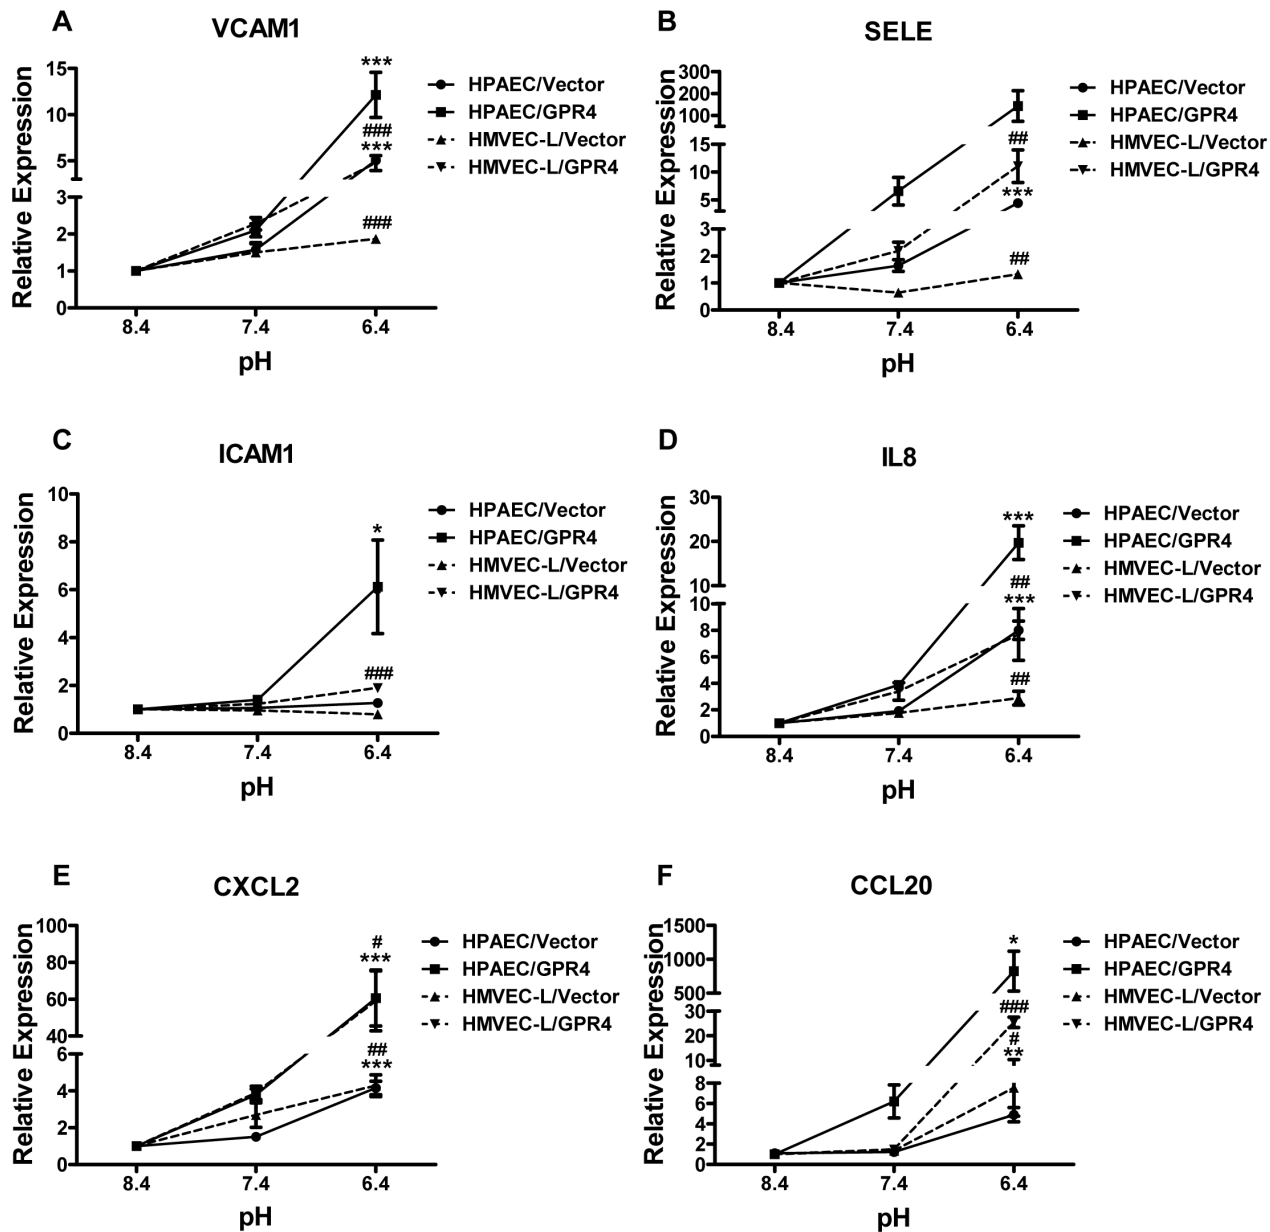 A
VCAM1
Relative Expression
15
10
5
3
2
1
0
***
###
***
###
8.4 7.4 6.4
pH
HPAEC/Vector
HPAEC/GPR4
HMVEC-L/Vector
HMVEC-L/GPR4
B
SELE
Relative Expression
300
200
100
15
10
5
3
2
1
0
##
***
##
8.4 7.4 6.4
pH
HPAEC/Vector
HPAEC/GPR4
HMVEC-L/Vector
HMVEC-L/GPR4
C
ICAM1
Relative Expression
10
8
6
4
2
0
*
###
8.4 7.4 6.4
pH
HPAEC/Vector
HPAEC/GPR4
HMVEC-L/Vector
HMVEC-L/GPR4
D
IL8
Relative Expression
30
20
10
10
8
6
4
2
0
***
##
***
##
8.4 7.4 6.4
pH
HPAEC/Vector
HPAEC/GPR4
HMVEC-L/Vector
HMVEC-L/GPR4
E
CXCL2
Relative Expression
100
80
60
40
6
4
2
0
#
***
##
***
8.4 7.4 6.4
pH
HPAEC/Vector
HPAEC/GPR4
HMVEC-L/Vector
HMVEC-L/GPR4
F
CCL20
Relative Expression
1500
1000
500
30
20
10
8
6
4
2
0
*
###
#
**
8.4 7.4 6.4
pH
HPAEC/Vector
HPAEC/GPR4
HMVEC-L/Vector
HMVEC-L/GPR4